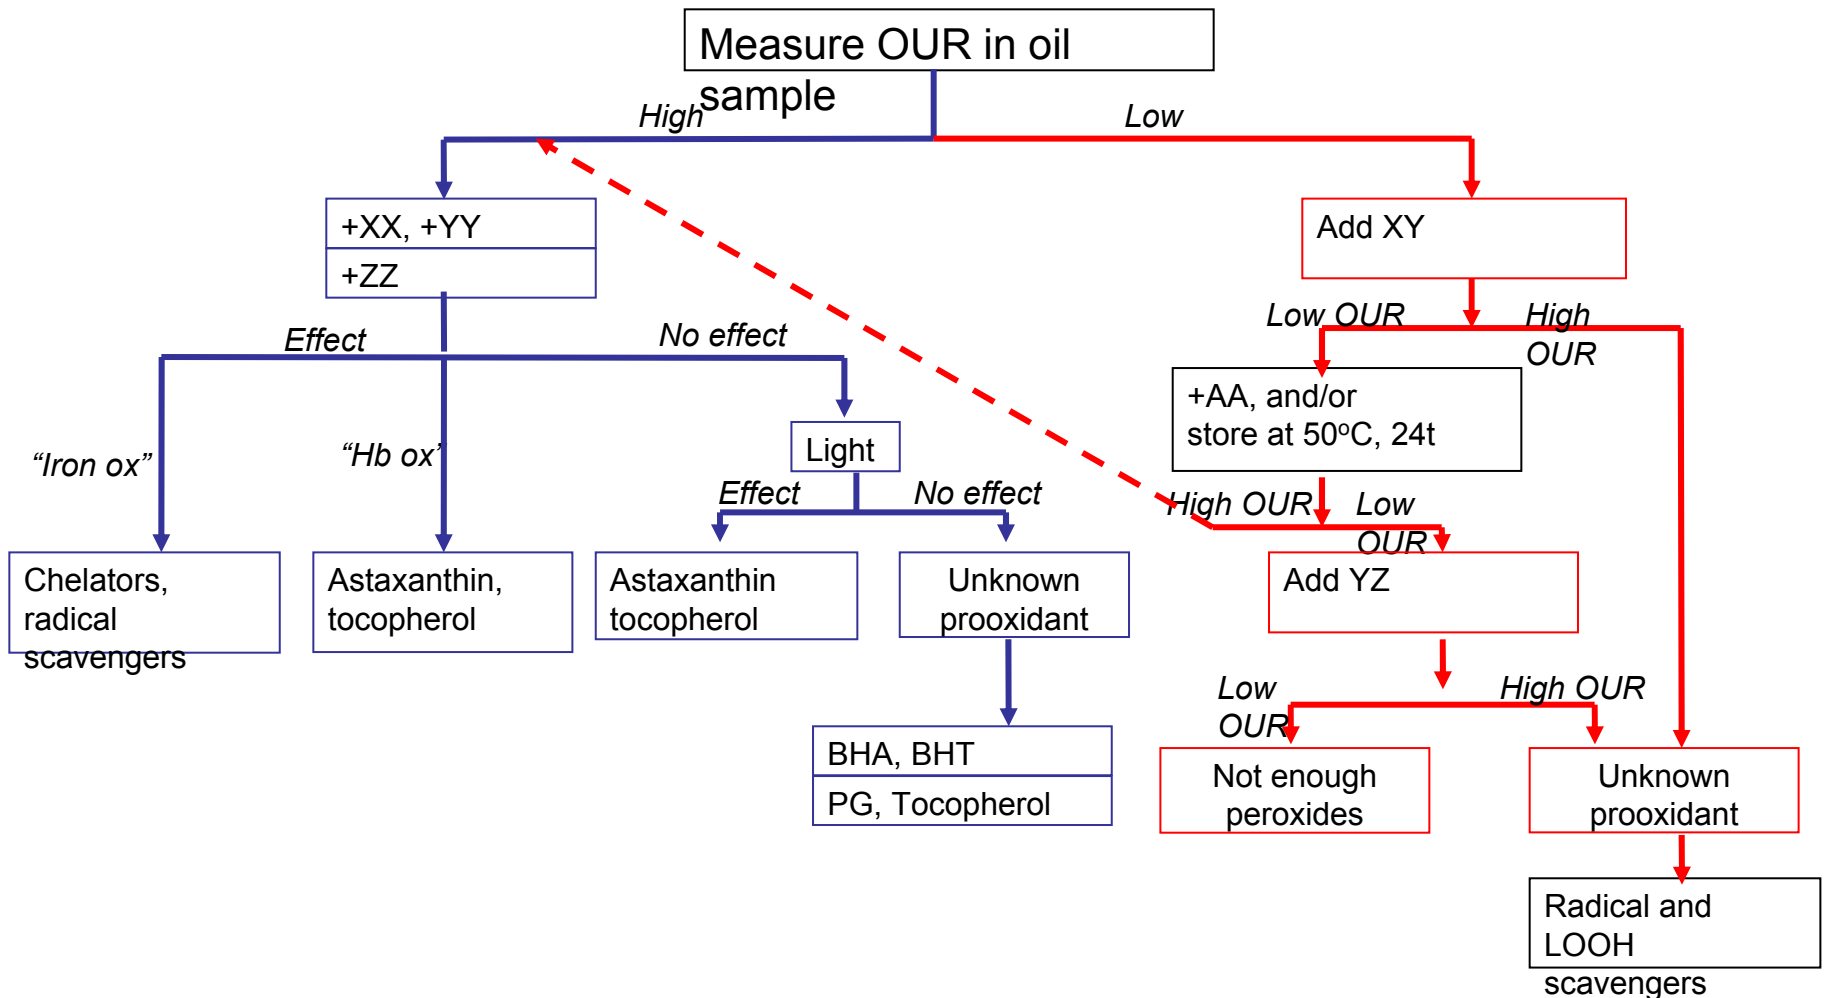 Measure OUR in oil
sample
High
Low
+XX, +YY
+ZZ
Add XY
Effect
No effect
Low OUR
High
OUR
+AA, and/or
store at 50°C, 24t
“Iron ox”
“Hb ox”
Light
Effect
No effect
High OUR
Low
OUR
Chelators,
radical
scavengers
Astaxanthin,
tocopherol
Astaxanthin
tocopherol
Unknown
prooxidant
Add YZ
Low
OUR
High OUR
BHA, BHT
PG, Tocopherol
Not enough
peroxides
Unknown
prooxidant
Radical and
LOOH
scavengers